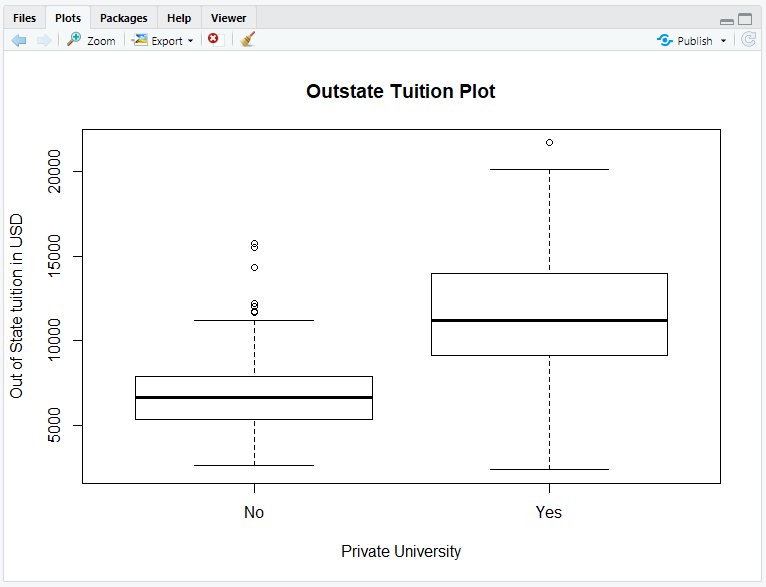 Files Plots Packages Help Viewer
Zoom Export Publish
Outstate Tuition Plot
Out of State tuition in USD
20000
15000
10000
5000
No Yes
Private University